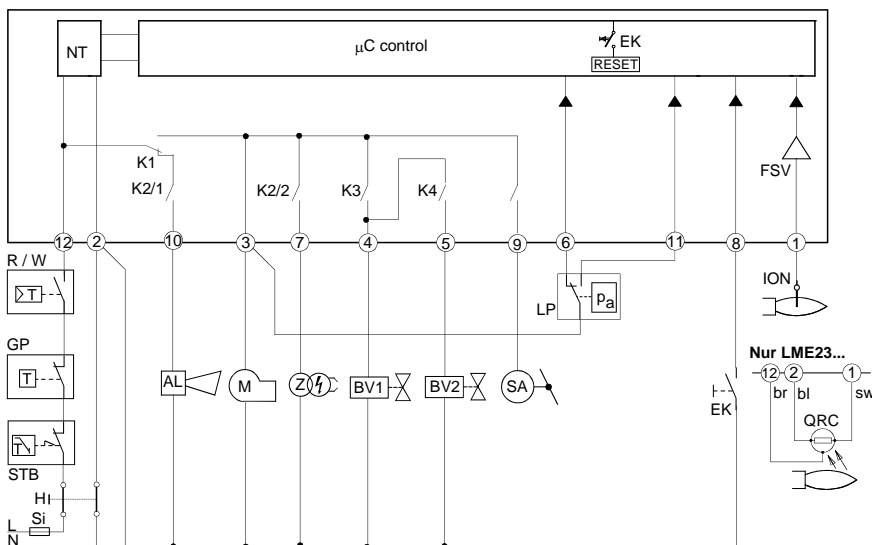 NT
µC control
EK
RESET
FSV
K1
K2/1
K2/2
K3
K4
12
2
10
3
7
4
5
9
6
11
8
1
R / W
T
GP
T
STB
T
H
Si
L
N
AL
M
Z
BV1
BV2
SA
LP
pa
EK
ION
Nur LME23...
12
2
1
br
bl
sw
QRC